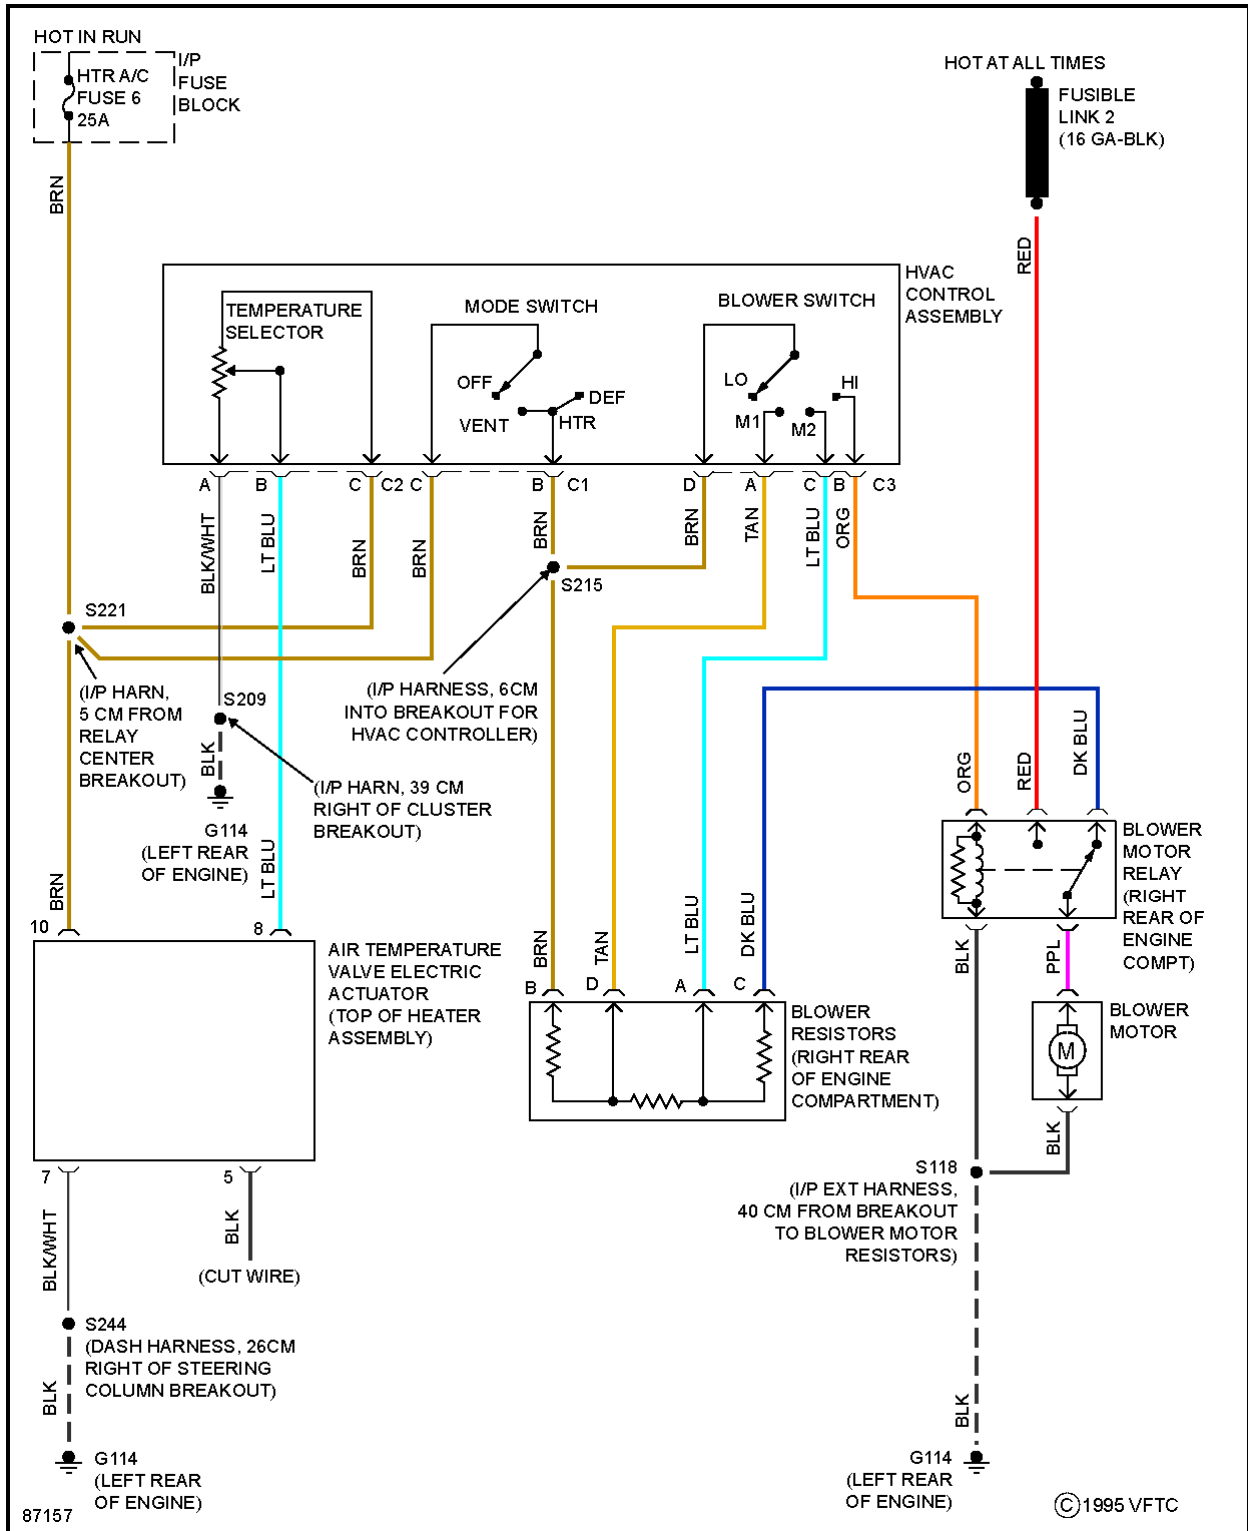 HOT IN RUN
HTR A/C
FUSE 6
25A
I/P
FUSE
BLOCK
HOT AT ALL TIMES
FUSIBLE
LINK 2
(16 GA-BLK)
BRN
RED
HVAC
CONTROL
ASSEMBLY
TEMPERATURE
SELECTOR
MODE SWITCH
OFF
VENT
HTR
DEF
BLOWER SWITCH
LO
M1
M2
HI
A
B
C
C2
C
B
C1
D
A
C
B
C3
BLK/WHT
LT BLU
BRN
BRN
BRN
BRN
TAN
LT BLU
ORG
S215
S221
(I/P HARN,
5 CM FROM
RELAY
CENTER
BREAKOUT)
S209
BLK
(I/P HARNESS, 6CM
INTO BREAKOUT FOR
HVAC CONTROLLER)
(I/P HARN, 39 CM
RIGHT OF CLUSTER
BREAKOUT)
G114
(LEFT REAR
OF ENGINE)
LT BLU
BRN
ORG
RED
DK BLU
BLOWER
MOTOR
RELAY
(RIGHT
REAR OF
ENGINE
COMPT)
10
8
AIR TEMPERATURE
VALVE ELECTRIC
ACTUATOR
(TOP OF HEATER
ASSEMBLY)
BRN
TAN
LT BLU
DK BLU
B
D
A
C
BLOWER
RESISTORS
(RIGHT REAR
OF ENGINE
COMPARTMENT)
BLK
PPL
BLOWER
MOTOR
M
BLK
7
5
BLK/WHT
BLK
(CUT WIRE)
S118
(I/P EXT HARNESS,
40 CM FROM BREAKOUT
TO BLOWER MOTOR
RESISTORS)
S244
(DASH HARNESS, 26CM
RIGHT OF STEERING
COLUMN BREAKOUT)
BLK
G114
(LEFT REAR
OF ENGINE)
BLK
G114
(LEFT REAR
OF ENGINE)
87157
© 1995 VFTC